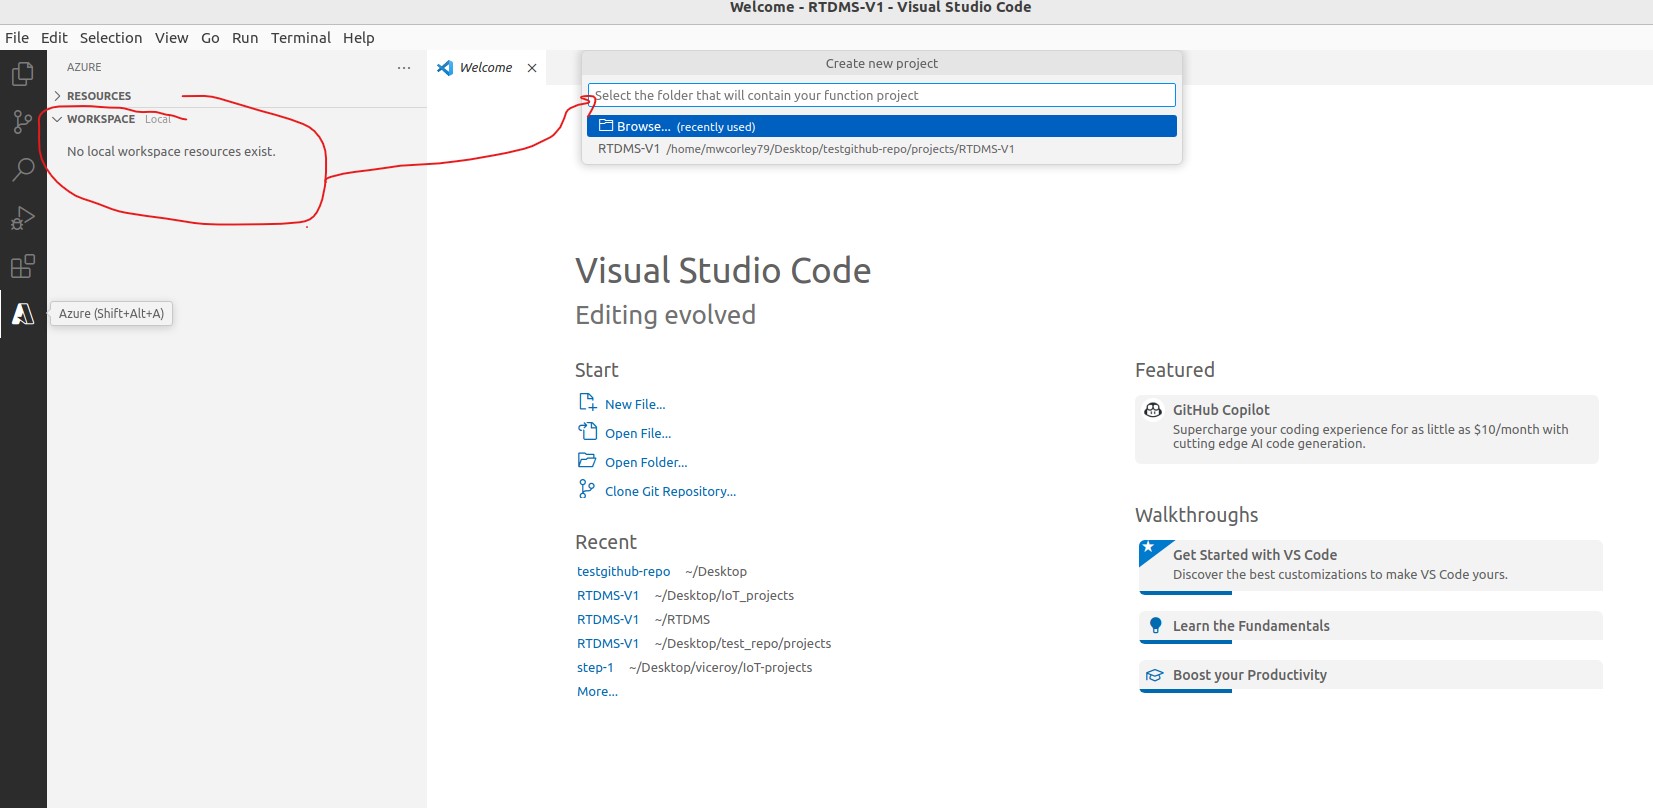 Welcome - RTDMS-V1 - Visual Studio Code
File Edit Selection View Go Run Terminal Help
AZURE ...
RESOURCES
WORKSPACE Local
No local workspace resources exist.
Azure (Shift+Alt+A)
Welcome
Create new project
Select the folder that will contain your function project
Browse... (recently used)
RTDMS-V1 /home/mwcorley79/Desktop/testgithub-repo/projects/RTDMS-V1
Visual Studio Code
Editing evolved
Start
New File...
Open File...
Open Folder...
Clone Git Repository...
Recent
testgithub-repo ~/Desktop
RTDMS-V1 ~/Desktop/IoT_projects
RTDMS-V1 ~/RTDMS
RTDMS-V1 ~/Desktop/test_repo/projects
step-1 ~/Desktop/viceroy/IoT-projects
More...
Featured
GitHub Copilot
Supercharge your coding experience for as little as $10/month with
cutting edge AI code generation.
Walkthroughs
Get Started with VS Code
Discover the best customizations to make VS Code yours.
Learn the Fundamentals
Boost your Productivity